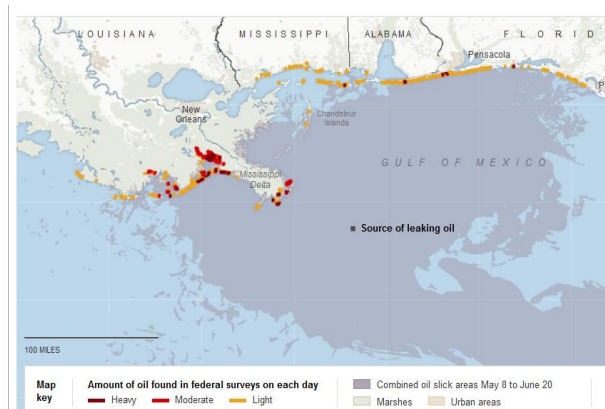 LOUISIANA
MISSISSIPPI
ALABAMA
FLORID
Pensacola
P
New
Orleans
Chandeleur
Islands
Mississippi
Delta
GULF OF MEXICO
Source of leaking oil
100 MILES
Map
key
Amount of oil found in federal surveys on each day
Heavy
Moderate
Light
Combined oil slick areas May 8 to June 20
Marshes
Urban areas